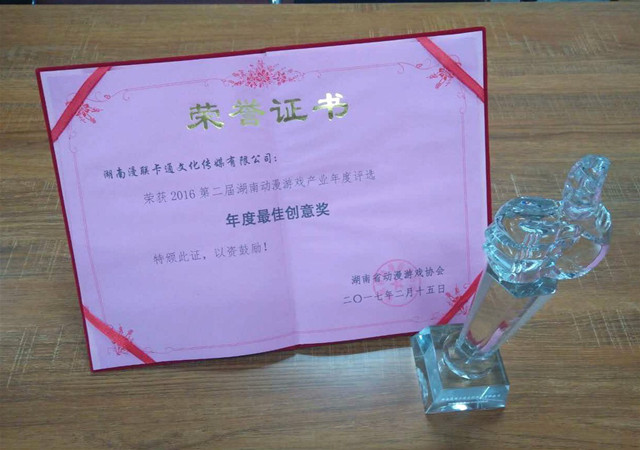 荣誉证书
湖南漫联卡通文化传媒有限公司：
荣获2016第二届湖南动漫游戏产业年度评选
年度最佳创意奖
特颁此证，以资鼓励！
湖南省动漫游戏协会
二〇一七年二月十五日